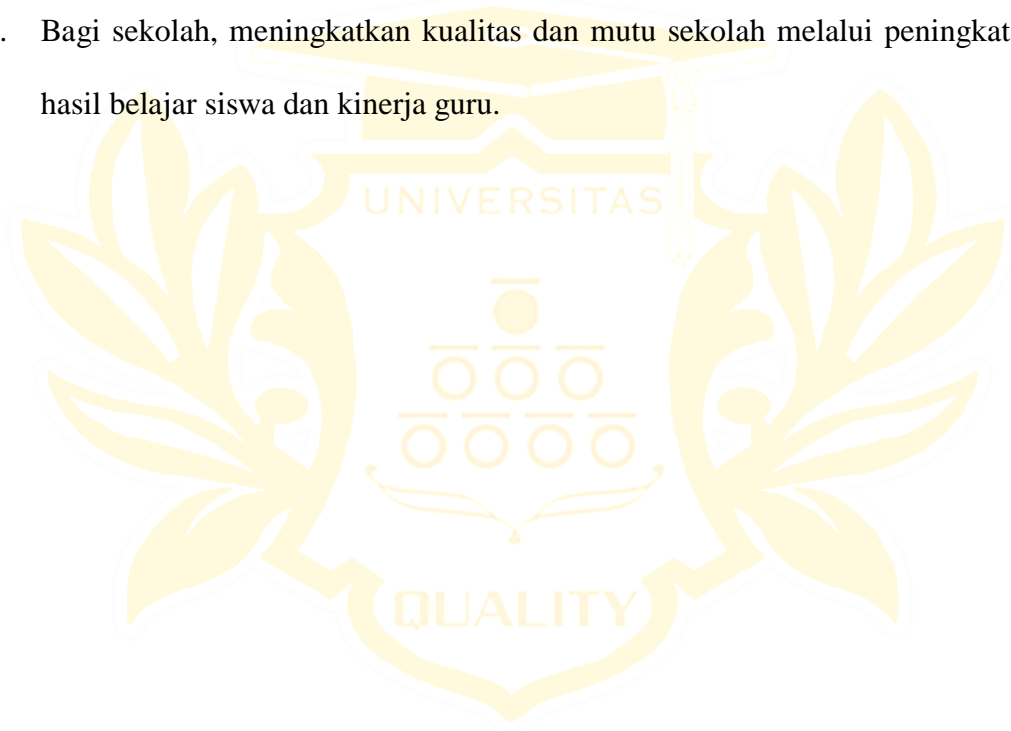 . Bagi sekolah, meningkatkan kualitas dan mutu sekolah melalui peningkat
hasil belajar siswa dan kinerja guru.
UNIVERSITAS
QUALITY